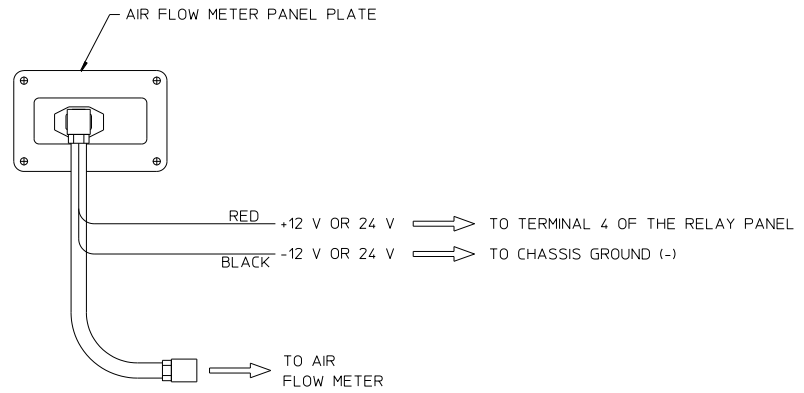 AIR FLOW METER PANEL PLATE
RED
+12 V OR 24 V
TO TERMINAL 4 OF THE RELAY PANEL
BLACK
-12 V OR 24 V
TO CHASSIS GROUND (-)
TO AIR
FLOW METER